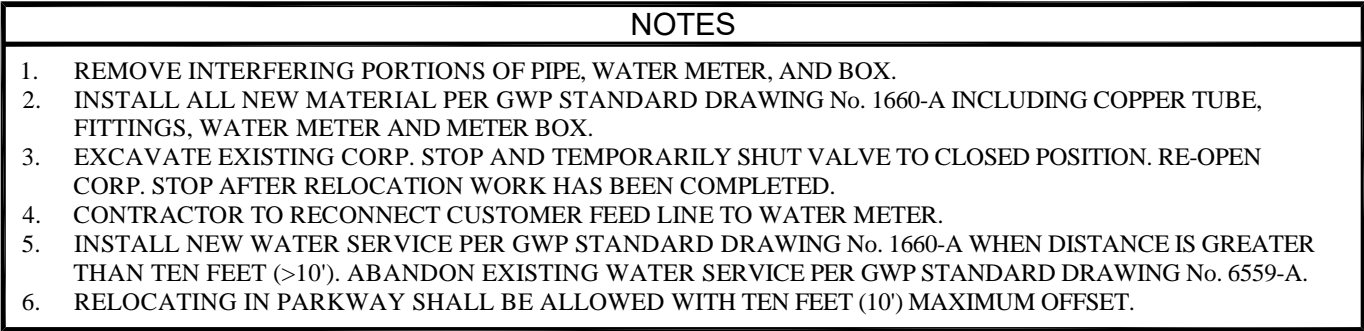 NOTES
1. REMOVE INTERFERING PORTIONS OF PIPE, WATER METER, AND BOX.
2. INSTALL ALL NEW MATERIAL PER GWP STANDARD DRAWING No. 1660-A INCLUDING COPPER TUBE,
FITTINGS, WATER METER AND METER BOX.
3. EXCAVATE EXISTING CORP. STOP AND TEMPORARILY SHUT VALVE TO CLOSED POSITION. RE-OPEN
CORP. STOP AFTER RELOCATION WORK HAS BEEN COMPLETED.
4. CONTRACTOR TO RECONNECT CUSTOMER FEED LINE TO WATER METER.
5. INSTALL NEW WATER SERVICE PER GWP STANDARD DRAWING No. 1660-A WHEN DISTANCE IS GREATER
THAN TEN FEET (>10'). ABANDON EXISTING WATER SERVICE PER GWP STANDARD DRAWING No. 6559-A.
6. RELOCATING IN PARKWAY SHALL BE ALLOWED WITH TEN FEET (10') MAXIMUM OFFSET.